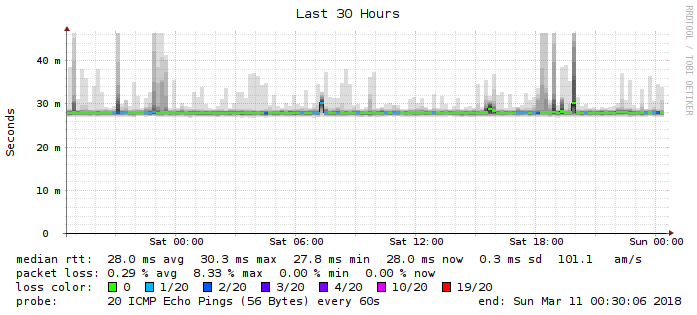 Last 30 Hours
RRDTOOL / TOBI OETIKER
Seconds
40 m
30 m
20 m
10 m
0
Sat 00:00 Sat 06:00 Sat 12:00 Sat 18:00 Sun 00:00
median rtt: 28.0 ms avg 30.3 ms max 27.8 ms min 28.0 ms now 0.3 ms sd 101.1 am/s
packet loss: 0.29 % avg 8.33 % max 0.00 % min 0.00 % now
loss color: 0 1/20 2/20 3/20 4/20 10/20 19/20
probe: 20 ICMP Echo Pings (56 Bytes) every 60s end: Sun Mar 11 00:30:06 2018